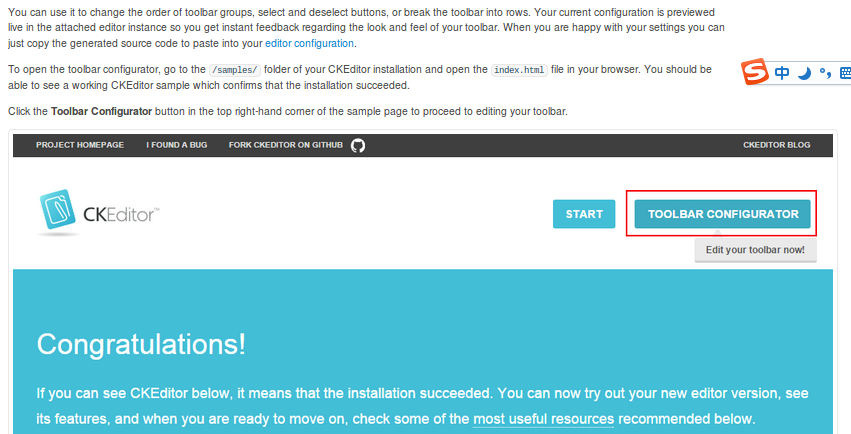 You can use it to change the order of toolbar groups, select and deselect buttons, or break the toolbar into rows. Your current configuration is previewed
live in the attached editor instance so you get instant feedback regarding the look and feel of your toolbar. When you are happy with your settings you can
just copy the generated source code to paste into your editor configuration.
To open the toolbar configurator, go to the /samples/ folder of your CKEditor installation and open the index.html file in your browser. You should be
able to see a working CKEditor sample which confirms that the installation succeeded.
S 中
Click the Toolbar Configurator button in the top right-hand corner of the sample page to proceed to editing your toolbar.
PROJECT HOMEPAGE I FOUND A BUG FORK CKEDITOR ON GITHUB CKEDITOR BLOG
CKEditor™ START TOOLBAR CONFIGURATOR
Edit your toolbar now!
Congratulations!
If you can see CKEditor below, it means that the installation succeeded. You can now try out your new editor version, see
its features, and when you are ready to move on, check some of the most useful resources recommended below.